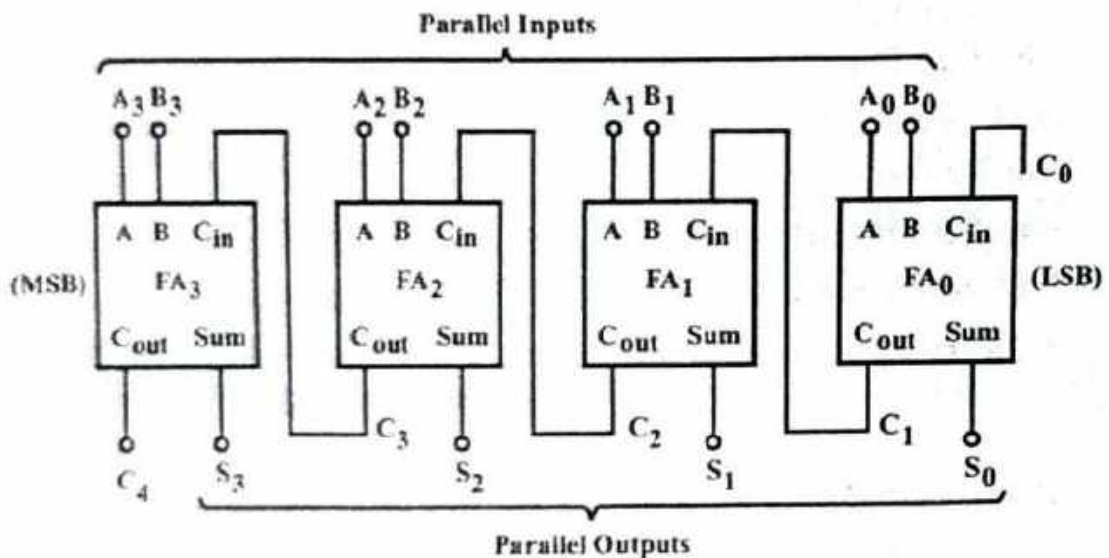 Parallel Inputs
A3 B3 A2 B2 A1 B1 A0 B0
C0
A B Cin A B Cin A B Cin A B Cin
(MSB) FA3 FA2 FA1 FA0 (LSB)
Cout Sum Cout Sum Cout Sum Cout Sum
C3 C2 C1
C4 S3 S2 S1 S0
Parallel Outputs